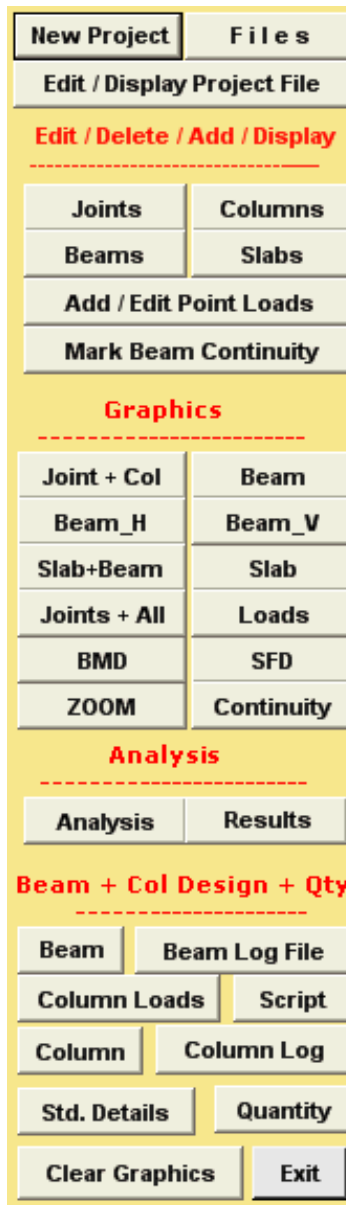 New Project Files
Edit / Display Project File
Edit / Delete / Add / Display
-----------------------------------
Joints Columns
Beams Slabs
Add / Edit Point Loads
Mark Beam Continuity
Graphics
------------------------
Joint + Col Beam
Beam_H Beam_V
Slab+Beam Slab
Joints + All Loads
BMD SFD
ZOOM Continuity
Analysis
------------------------
Analysis Results
Beam + Col Design + Qty
---------------------
Beam Beam Log File
Column Loads Script
Column Column Log
Std. Details Quantity
Clear Graphics Exit